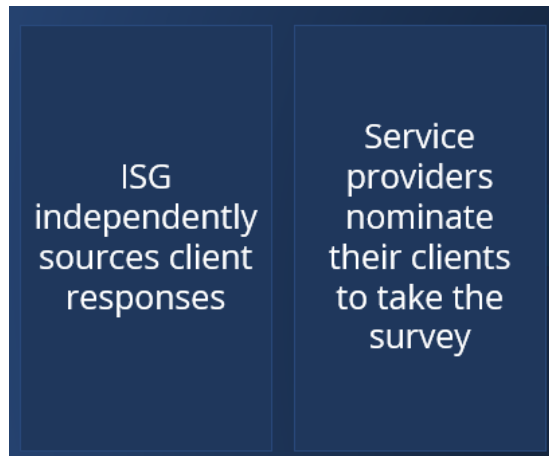 ISG
independently
sources client
responses
Service
providers
nominate
their clients
to take the
survey